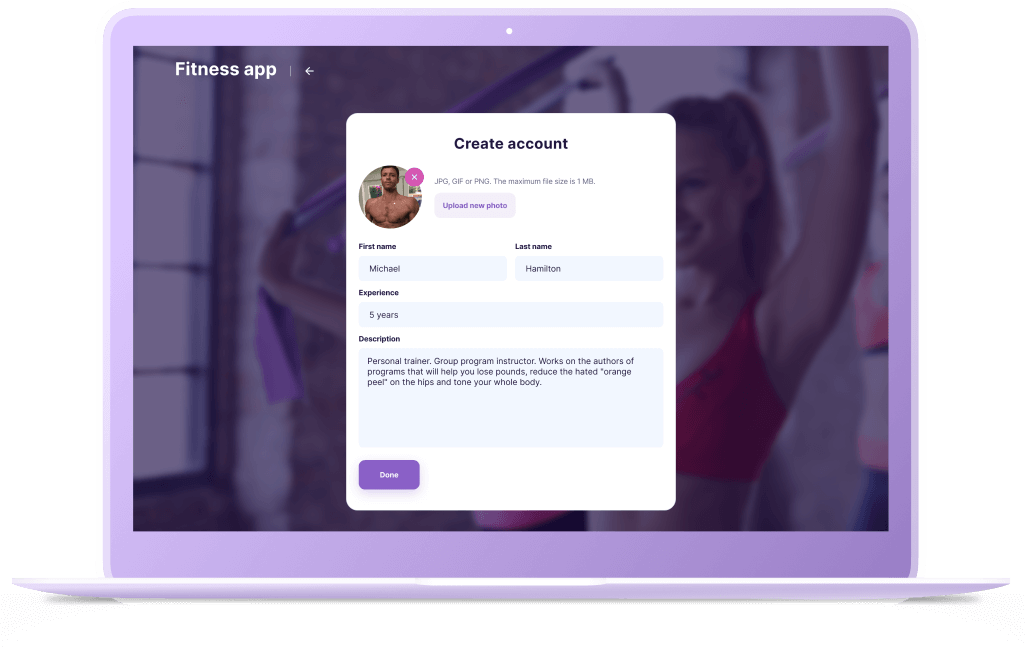 Fitness app | ←
Create account
JPG, GIF or PNG. The maximum file size is 1 MB.
Upload new photo
First name
Last name
Michael
Hamilton
Experience
5 years
Description
Personal trainer. Group program instructor. Works on the authors of
programs that will help you lose pounds, reduce the hated "orange
peel" on the hips and tone your whole body.
Done